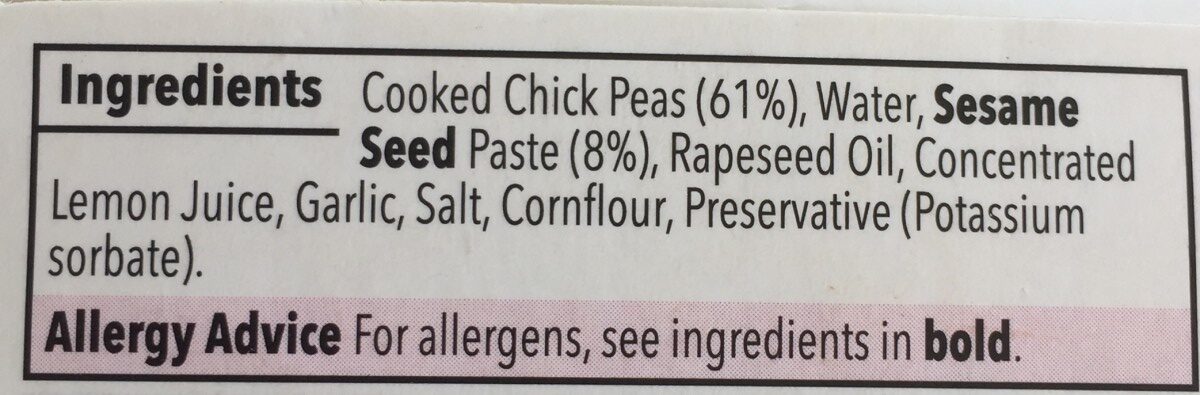 Ingredients Cooked Chick Peas (61%), Water, Sesame
Seed Paste (8%), Rapeseed Oil, Concentrated
Lemon Juice, Garlic, Salt, Cornflour, Preservative (Potassium
sorbate).
Allergy Advice For allergens, see ingredients in bold.